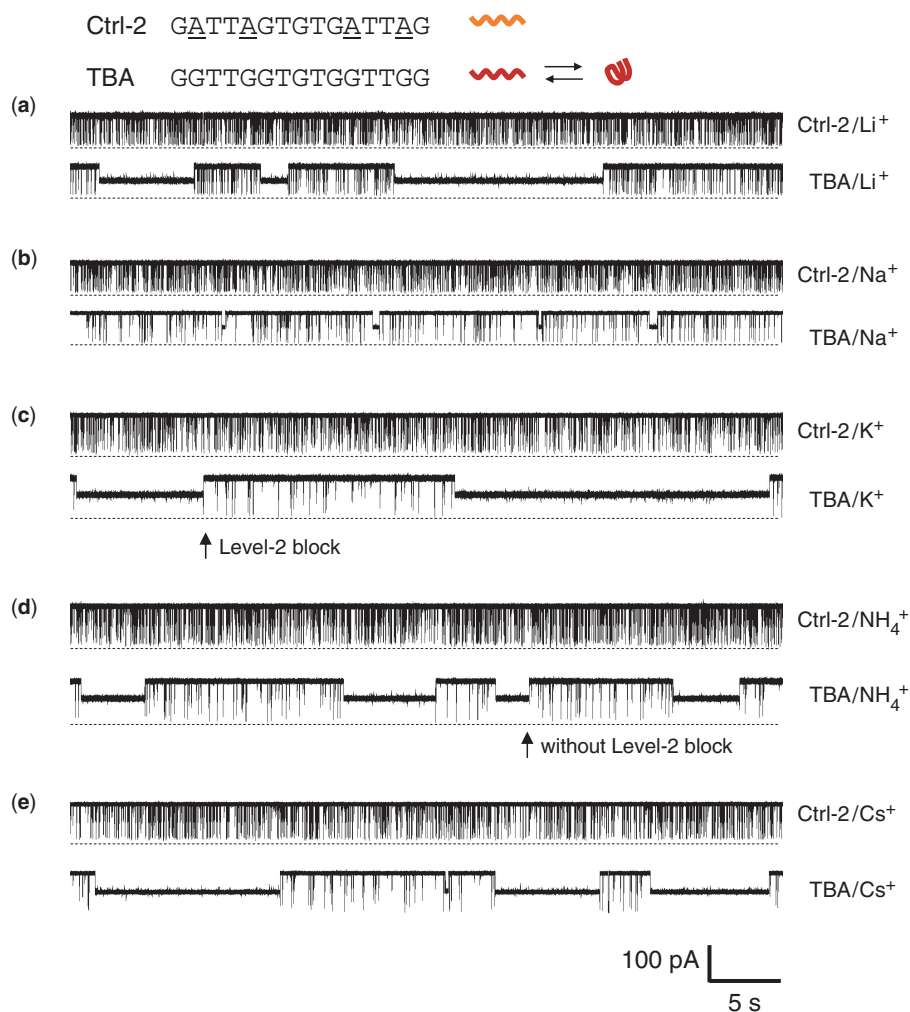 Ctrl-2 GATTAGTGTGATTAG
TBA GGTTGGTGTGGTTGG
(a)
Ctrl-2/Li⁺
TBA/Li⁺
(b)
Ctrl-2/Na⁺
TBA/Na⁺
(c)
Ctrl-2/K⁺
TBA/K⁺
Level-2 block
(d)
Ctrl-2/NH₄⁺
TBA/NH₄⁺
without Level-2 block
(e)
Ctrl-2/Cs⁺
TBA/Cs⁺
100 pA
5 s